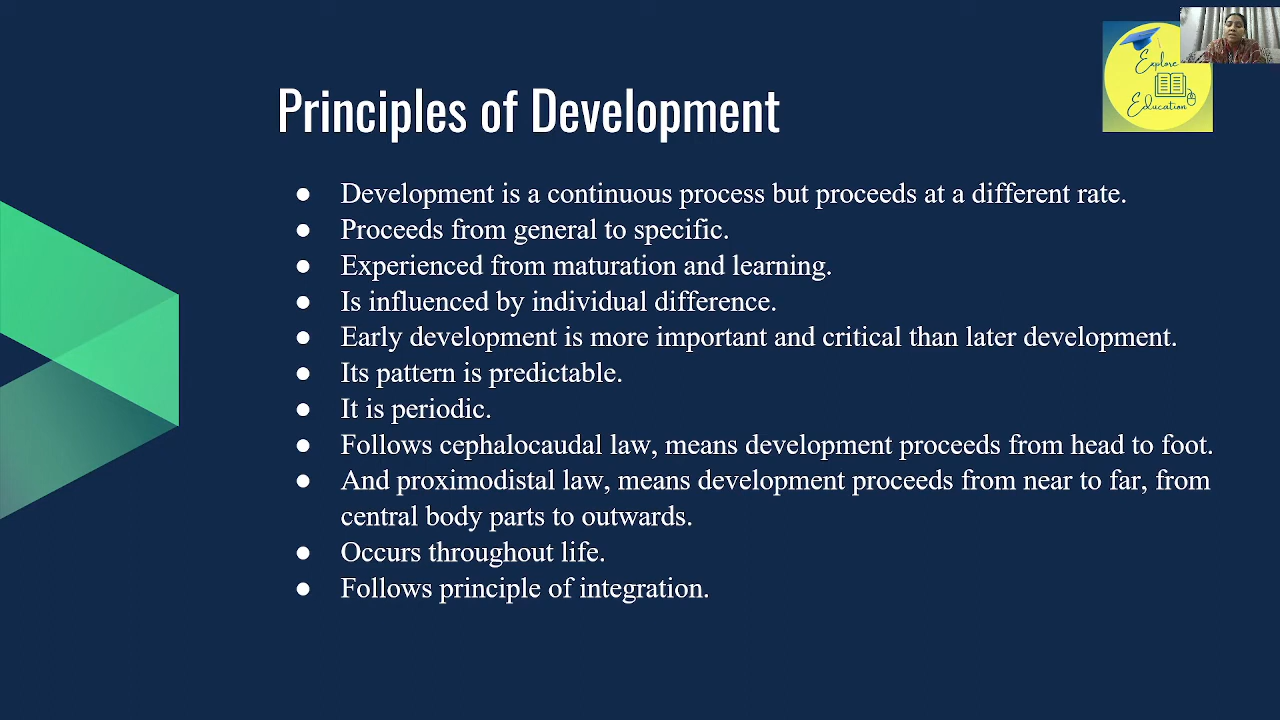 Explore
Education
Principles of Development
● Development is a continuous process but proceeds at a different rate.
● Proceeds from general to specific.
● Experienced from maturation and learning.
● Is influenced by individual difference.
● Early development is more important and critical than later development.
● Its pattern is predictable.
● It is periodic.
● Follows cephalocaudal law, means development proceeds from head to foot.
● And proximodistal law, means development proceeds from near to far, from
central body parts to outwards.
● Occurs throughout life.
● Follows principle of integration.